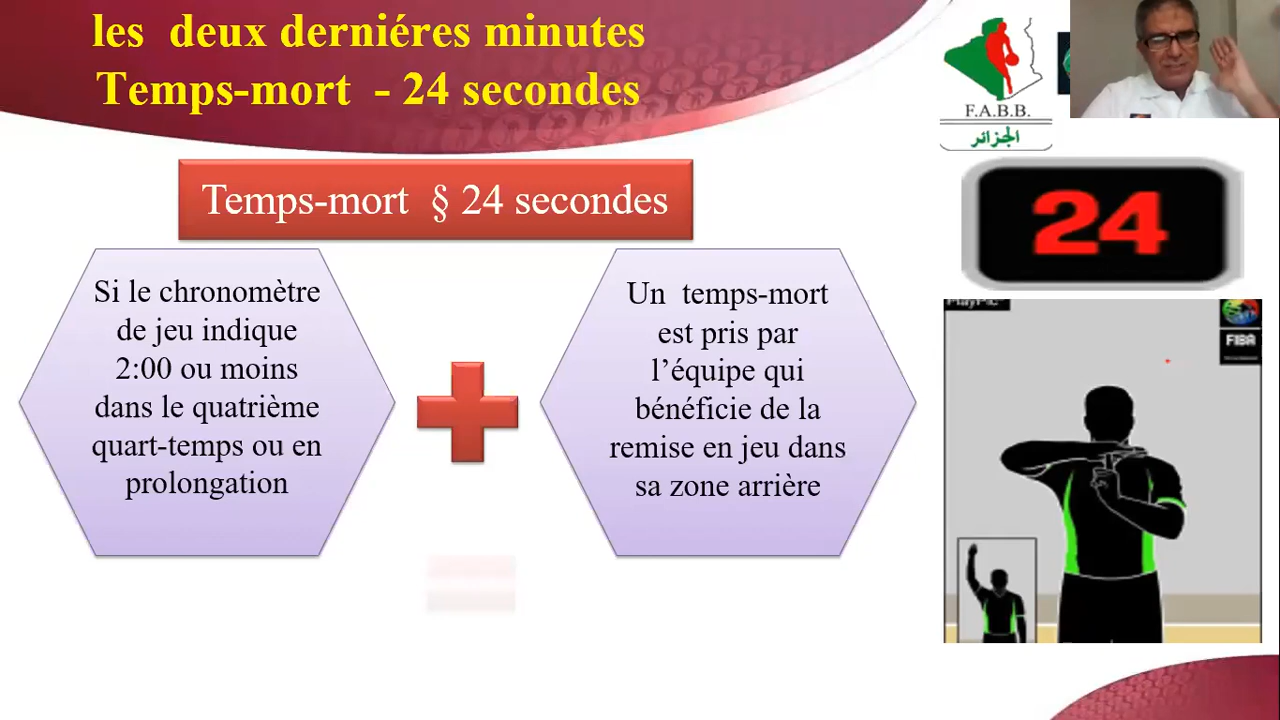 les deux derniéres minutes
Temps-mort - 24 secondes
F.A.B.B.
الجزائر
Temps-mort § 24 secondes
24
Si le chronomètre
de jeu indique
2:00 ou moins
dans le quatrième
quart-temps ou en
prolongation
Un temps-mort
est pris par
l’équipe qui
bénéficie de la
remise en jeu dans
sa zone arrière
PlayPic
FIBA